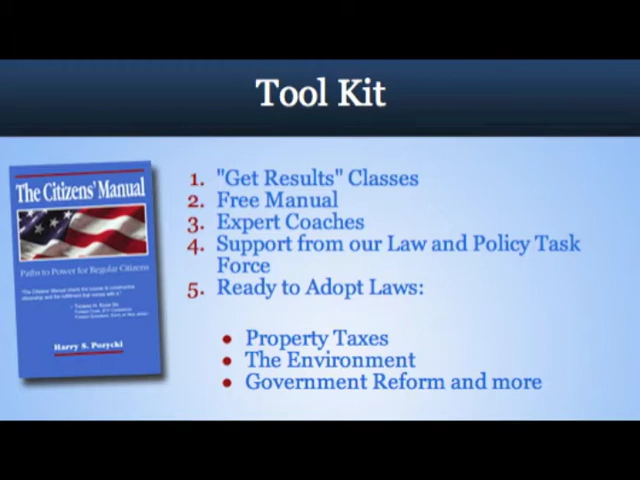 Tool Kit
The Citizens' Manual
Paths to Power for Regular Citizens
Harry S. Pozycki
1. "Get Results" Classes
2. Free Manual
3. Expert Coaches
4. Support from our Law and Policy Task
Force
5. Ready to Adopt Laws:
• Property Taxes
• The Environment
• Government Reform and more